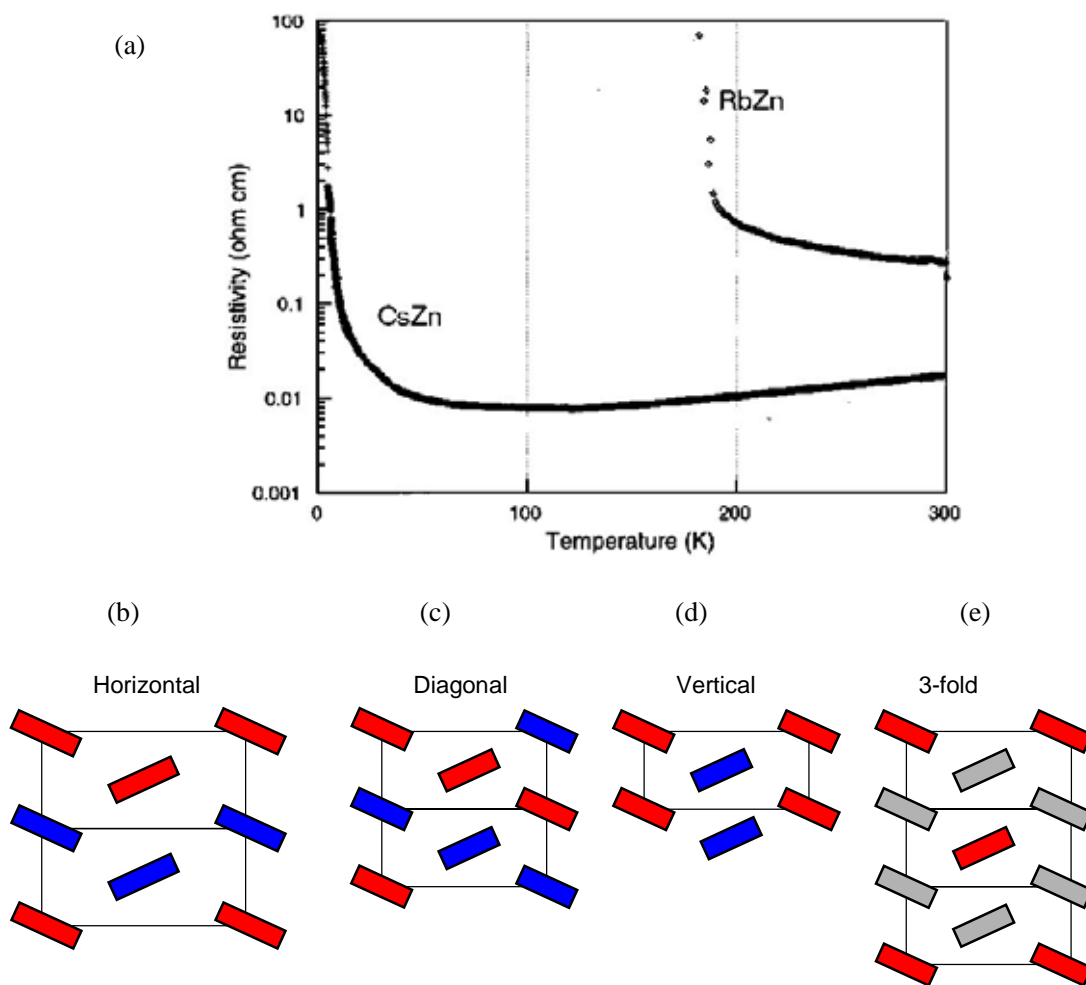 (a)
100
10
1
0.1
0.01
0.001
Resistivity (ohm cm)
RbZn
CsZn
0 100 200 300
Temperature (K)
(b) (c) (d) (e)
Horizontal Diagonal Vertical 3-fold